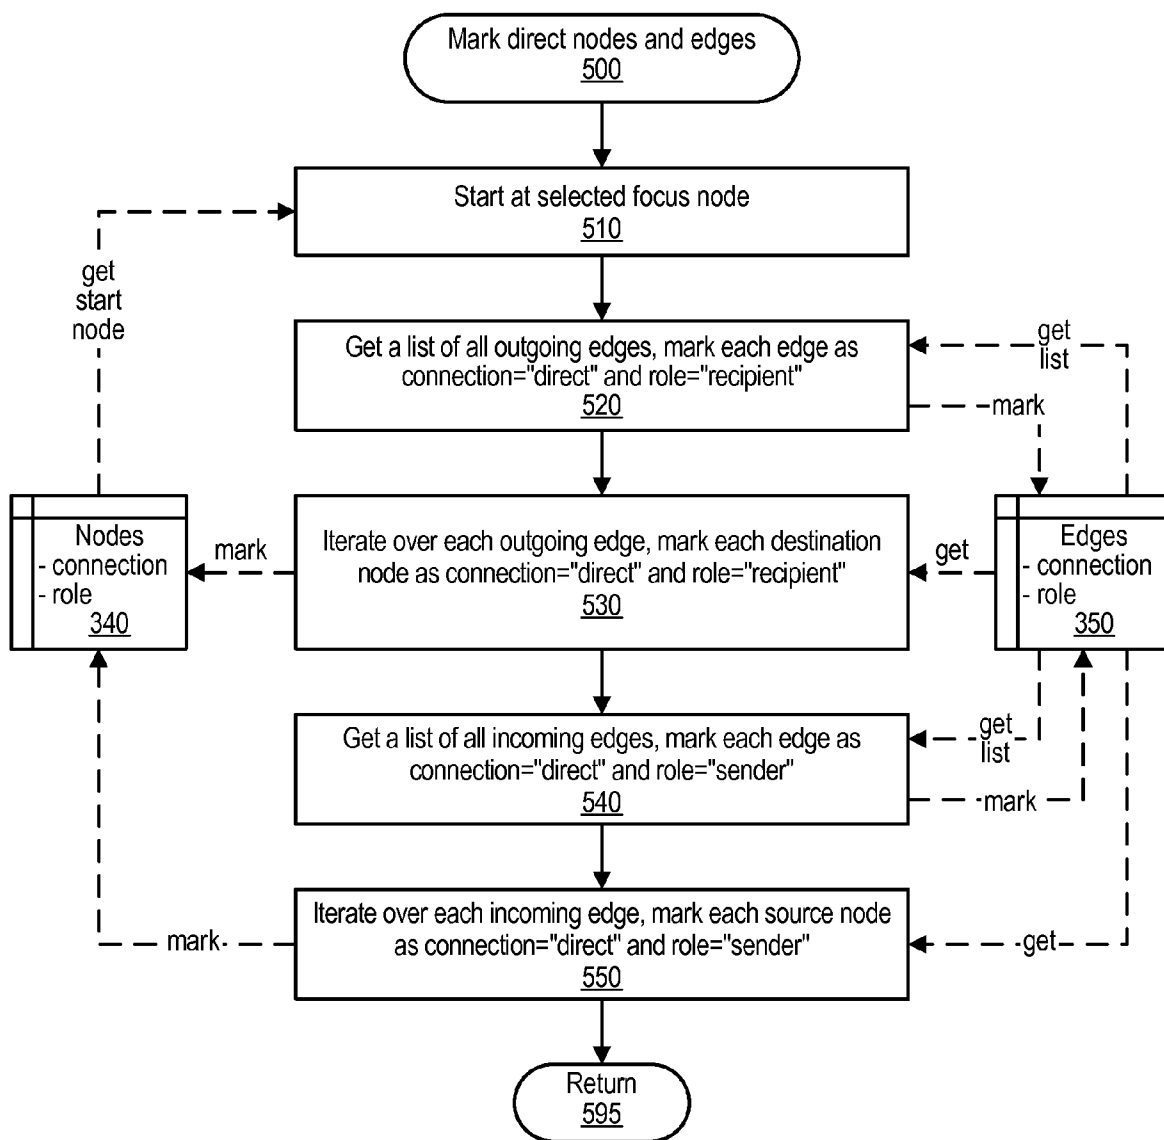 Mark direct nodes and edges
500
Start at selected focus node
510
get
start
node
Get a list of all outgoing edges, mark each edge as
connection="direct" and role="recipient"
520
get
list
mark
Nodes
- connection
- role
340
mark
Iterate over each outgoing edge, mark each destination
node as connection="direct" and role="recipient"
530
get
Edges
- connection
- role
350
Get a list of all incoming edges, mark each edge as
connection="direct" and role="sender"
540
get
list
mark
Iterate over each incoming edge, mark each source node
as connection="direct" and role="sender"
550
mark
get
Return
595